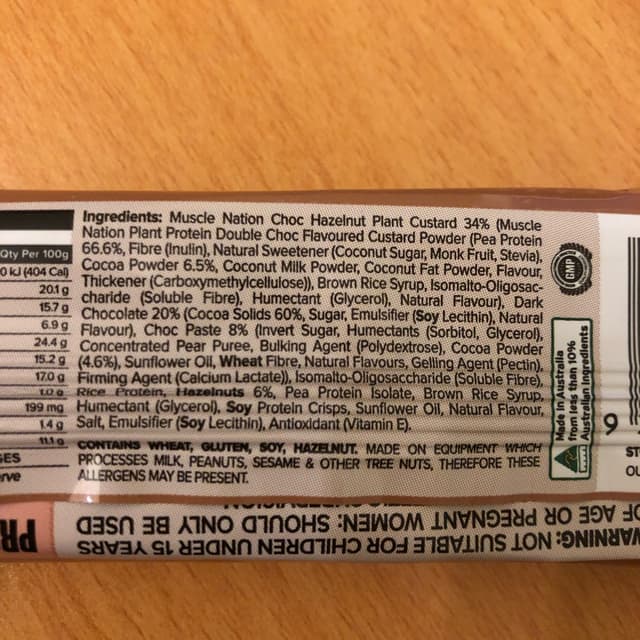 Ingredients: Muscle Nation Choc Hazelnut Plant Custard 34% (Muscle
Nation Plant Protein Double Choc Flavoured Custard Powder (Pea Protein
66.6%, Fibre (Inulin), Natural Sweetener (Coconut Sugar, Monk Fruit, Stevia),
Cocoa Powder 6.5%, Coconut Milk Powder, Coconut Fat Powder, Flavour,
Thickener (Carboxymethylcellulose)), Brown Rice Syrup, Isomalto-Oligosac-
charide (Soluble Fibre), Humectant (Glycerol), Natural Flavour), Dark
Chocolate 20% (Cocoa Solids 60%, Sugar, Emulsifier (Soy Lecithin), Natural
Flavour), Choc Paste 8% (Invert Sugar, Humectants (Sorbitol, Glycerol),
Concentrated Pear Puree, Bulking Agent (Polydextrose), Cocoa Powder
(4.6%), Sunflower Oil, Wheat Fibre, Natural Flavours, Gelling Agent (Pectin),
Firming Agent (Calcium Lactate)), Isomalto-Oligosaccharide (Soluble Fibre),
Rice Protein, Hazelnuts 6%, Pea Protein Isolate, Brown Rice Syrup,
Humectant (Glycerol), Soy Protein Crisps, Sunflower Oil, Natural Flavour,
Salt, Emulsifier (Soy Lecithin), Antioxidant (Vitamin E).
CONTAINS WHEAT, GLUTEN, SOY, HAZELNUT. MADE ON EQUIPMENT WHICH
PROCESSES MILK, PEANUTS, SESAME & OTHER TREE NUTS, THEREFORE THESE
ALLERGENS MAY BE PRESENT.
Qty Per 100g
0 kJ (404 Cal)
20.1 g
15.7 g
6.9 g
24.4 g
15.2 g
17.0 g
1.0 g
199 mg
1.4 g
11.1 g
GMP
Made in Australia
from less than 10%
Australian ingredients
9
WARNING: NOT SUITABLE FOR CHILDREN UNDER 15 YEARS
OF AGE OR PREGNANT WOMEN: SHOULD ONLY BE USED